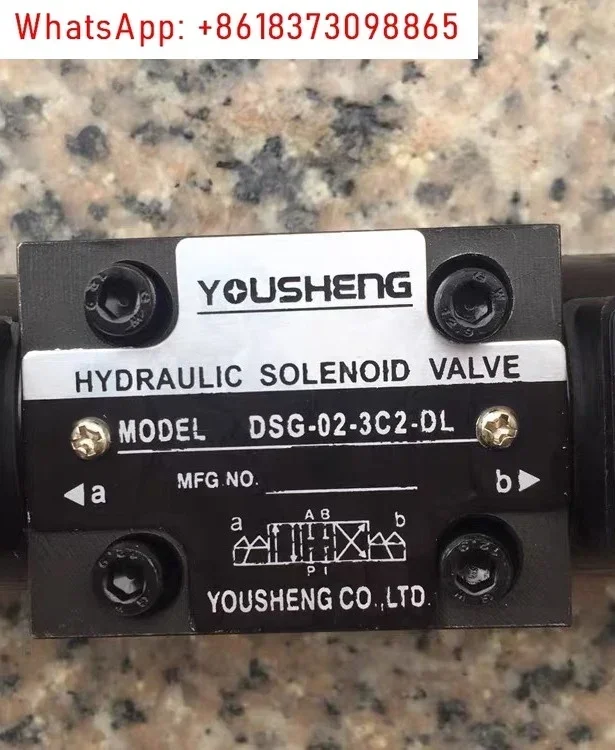 WhatsApp: +8618373098865
YOUSHENG
HYDRAULIC SOLENOID VALVE
MODEL DSG-02-3C2-DL
MFG NO.
a b
A B
a b
P T
YOUSHENG CO.,LTD.